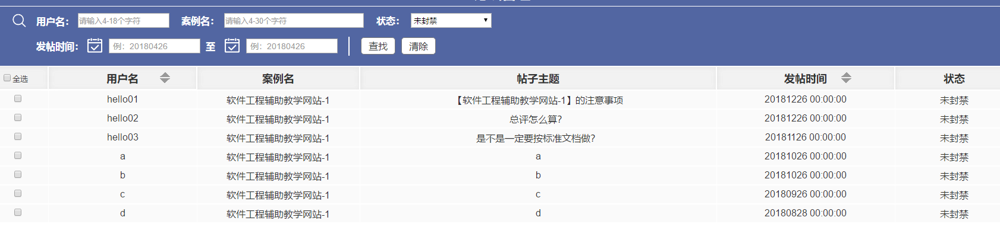 用户名： 请输入4-18个字符 案例名： 请输入4-30个字符 状态： 未封禁
发帖时间： 例：20180426 至 例：20180426 查找 清除
全选 用户名 案例名 帖子主题 发帖时间 状态
hello01 软件工程辅助教学网站-1 【软件工程辅助教学网站-1】的注意事项 20181226 00:00:00 未封禁
hello02 软件工程辅助教学网站-1 总评怎么算? 20181226 00:00:00 未封禁
hello03 软件工程辅助教学网站-1 是不是一定要按标准文档做? 20181126 00:00:00 未封禁
a 软件工程辅助教学网站-1 a 20181026 00:00:00 未封禁
b 软件工程辅助教学网站-1 b 20181026 00:00:00 未封禁
c 软件工程辅助教学网站-1 c 20180926 00:00:00 未封禁
d 软件工程辅助教学网站-1 d 20180828 00:00:00 未封禁